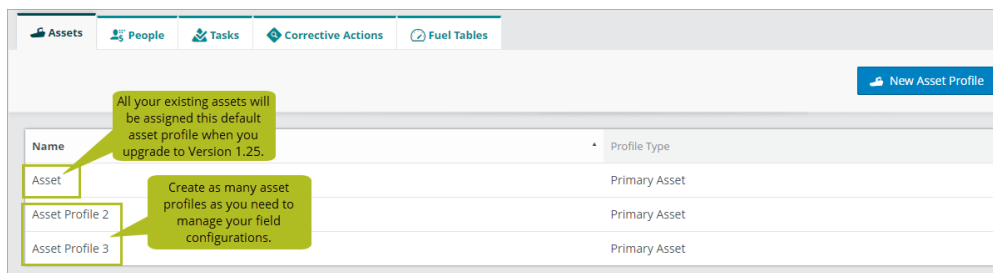 Assets People Tasks Corrective Actions Fuel Tables
New Asset Profile
All your existing assets will
be assigned this default
asset profile when you
upgrade to Version 1.25.
Name Profile Type
Asset Primary Asset
Create as many asset
profiles as you need to
manage your field
configurations.
Asset Profile 2 Primary Asset
Asset Profile 3 Primary Asset